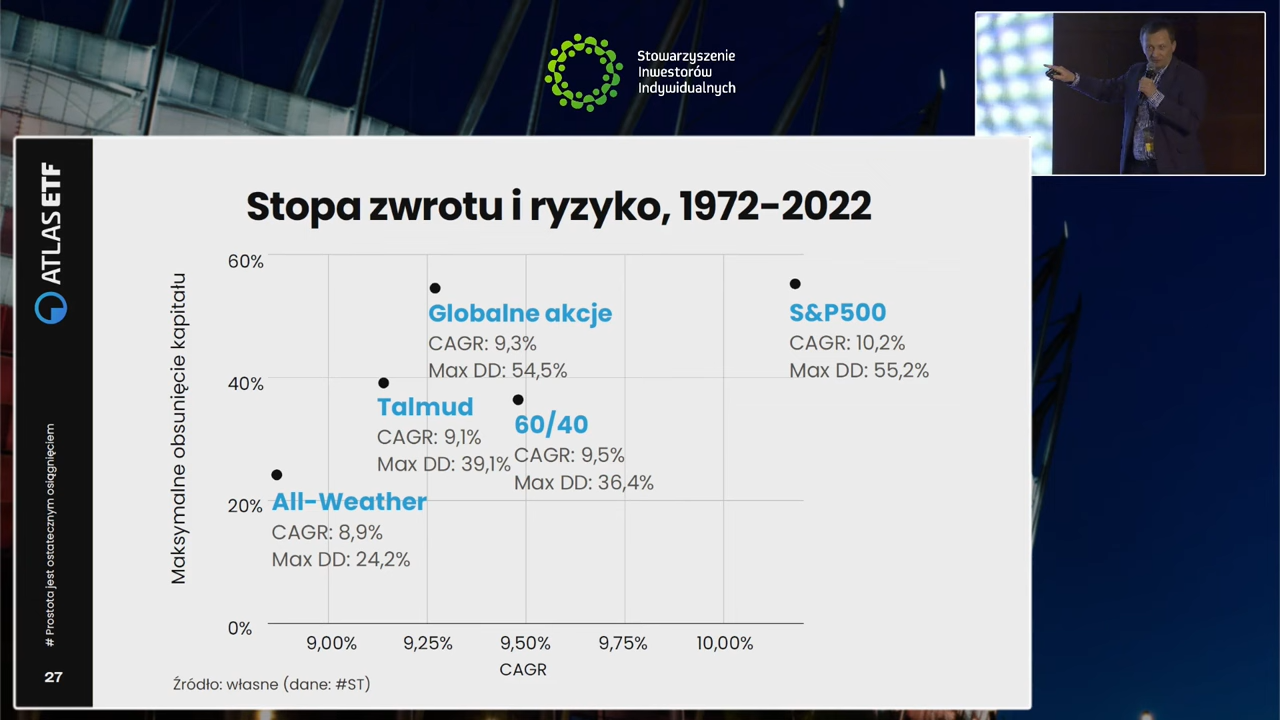 Stowarzyszenie
Inwestorów
Indywidualnych
ATLAS ETF
# Prostota jest ostatecznym osiągnięciem
27
Stopa zwrotu i ryzyko, 1972-2022
Maksymalne obsunięcie kapitału
60%
40%
20%
0%
Globalne akcje
CAGR: 9,3%
Max DD: 54,5%
S&P500
CAGR: 10,2%
Max DD: 55,2%
Talmud
CAGR: 9,1%
Max DD: 39,1%
60/40
CAGR: 9,5%
Max DD: 36,4%
All-Weather
CAGR: 8,9%
Max DD: 24,2%
9,00% 9,25% 9,50% 9,75% 10,00%
CAGR
Źródło: własne (dane: #ST)